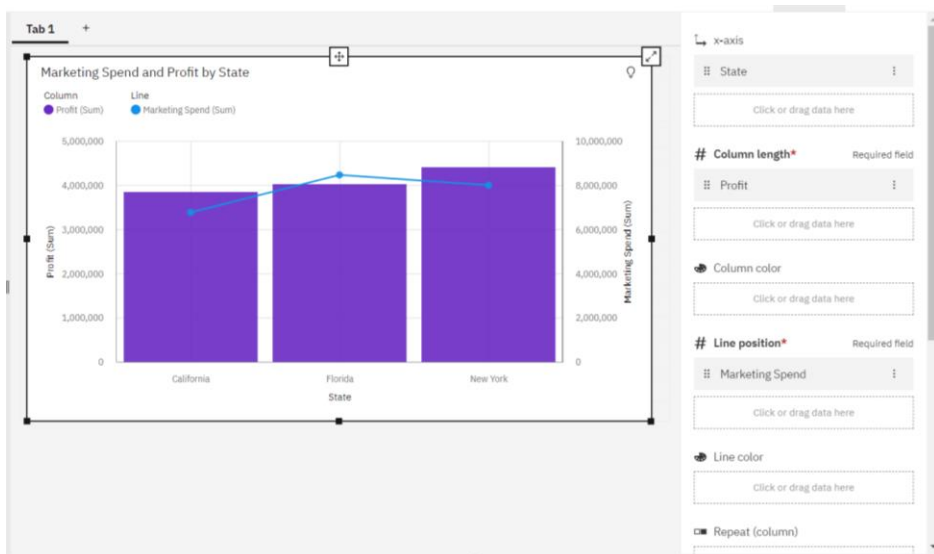 Tab 1 +
Marketing Spend and Profit by State
Column Line
Profit (Sum) Marketing Spend (Sum)
5,000,000
4,000,000
3,000,000
2,000,000
1,000,000
0
Profit (Sum)
10,000,000
8,000,000
6,000,000
4,000,000
2,000,000
0
Marketing Spend (Sum)
California Florida New York
State
x-axis
State
Click or drag data here
# Column length* Required field
Profit
Click or drag data here
Column color
Click or drag data here
# Line position* Required field
Marketing Spend
Click or drag data here
Line color
Click or drag data here
Repeat (column)